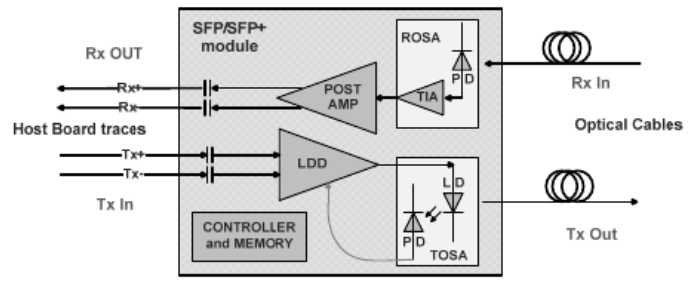 SFP/SFP+
module
Rx OUT
ROSA
Rx+
Rx-
POST
AMP
TIA
P D
Rx In
Host Board traces
Optical Cables
Tx+
Tx-
LDD
Tx In
L D
P D
TOSA
CONTROLLER
and MEMORY
Tx Out